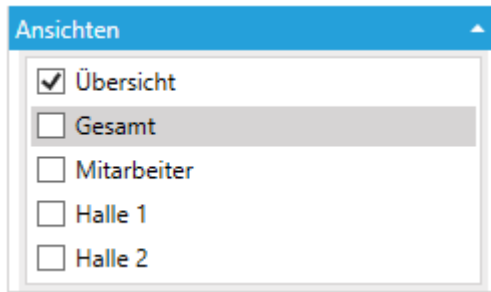 Ansichten
Übersicht
Gesamt
Mitarbeiter
Halle 1
Halle 2